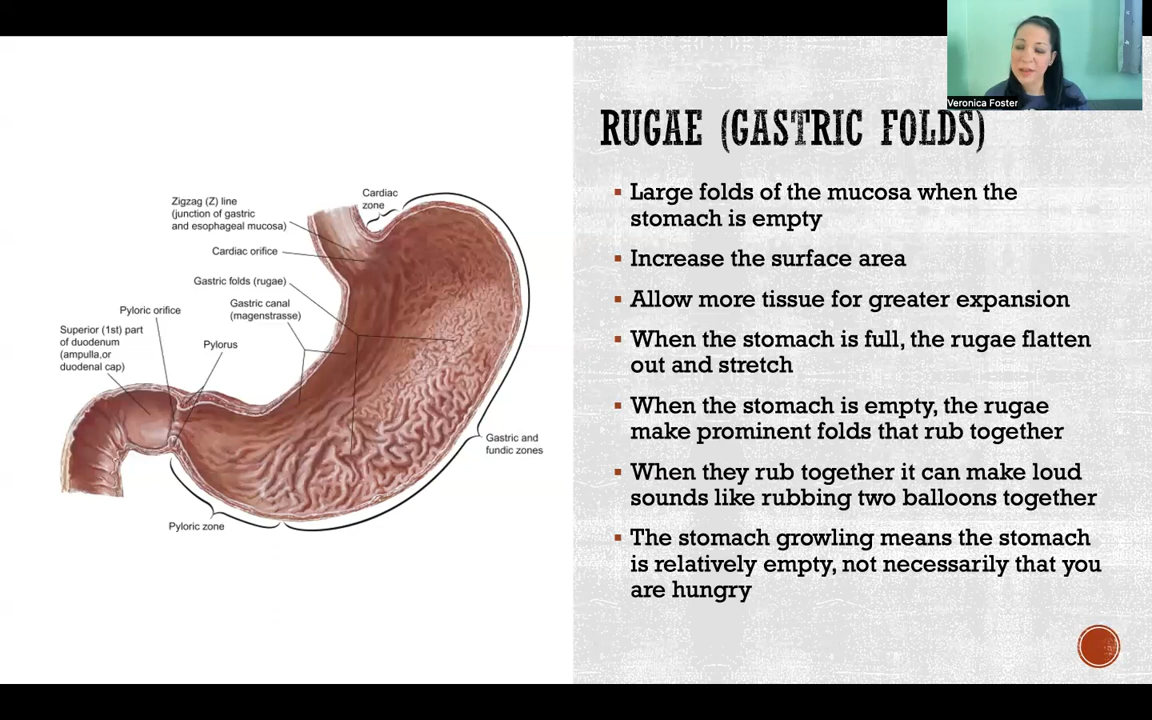 Veronica Foster
RUGAE (GASTRIC FOLDS)
Zigzag (Z) line
(junction of gastric
and esophageal mucosa)
Cardiac
zone
Cardiac orifice
Gastric folds (rugae)
Gastric canal
(magenstrasse)
Pyloric orifice
Superior (1st) part
of duodenum
(ampulla,or
duodenal cap)
Pylorus
Gastric and
fundic zones
Pyloric zone
▪ Large folds of the mucosa when the
stomach is empty
▪ Increase the surface area
▪ Allow more tissue for greater expansion
▪ When the stomach is full, the rugae flatten
out and stretch
▪ When the stomach is empty, the rugae
make prominent folds that rub together
▪ When they rub together it can make loud
sounds like rubbing two balloons together
▪ The stomach growling means the stomach
is relatively empty, not necessarily that you
are hungry